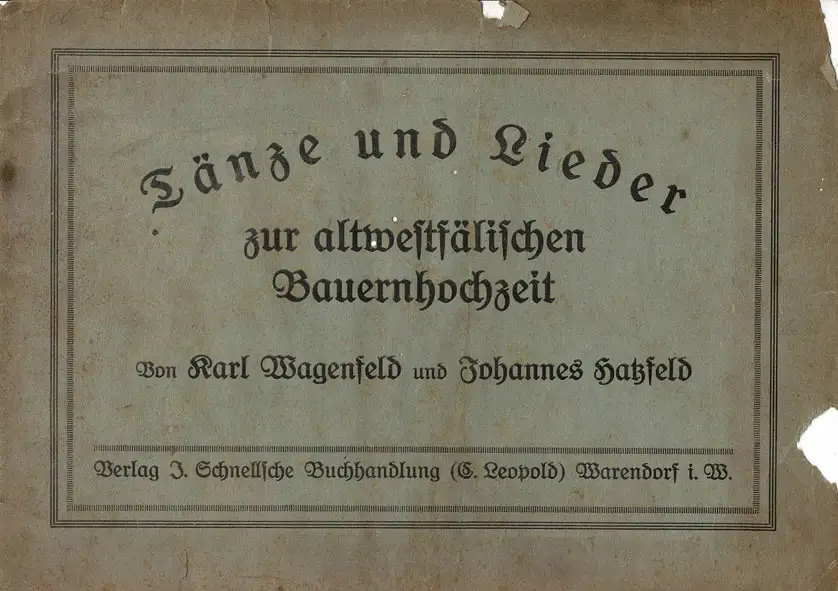 Tänze und Lieder
zur altwestfälischen
Bauernhochzeit
Von Karl Wagenfeld und Johannes Hatzfeld
Verlag J. Schnellsche Buchhandlung (C. Leopold) Warendorf i. W.